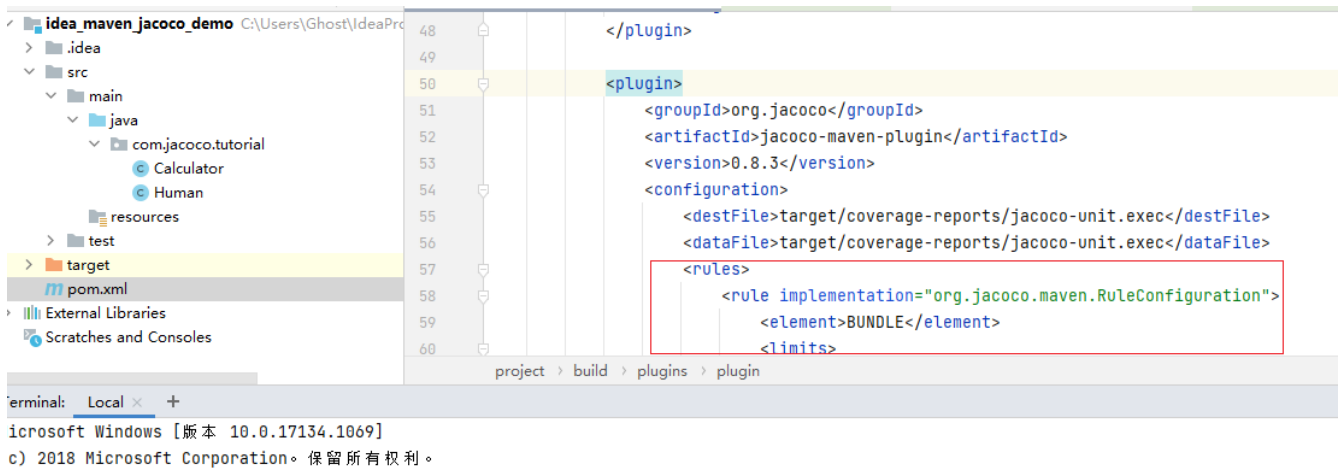 idea_maven_jacoco_demo C:\Users\Ghost\IdeaPro
.idea
src
main
java
com.jacoco.tutorial
Calculator
Human
resources
test
target
pom.xml
External Libraries
Scratches and Consoles
48 </plugin>
49
50 <plugin>
51 <groupId>org.jacoco</groupId>
52 <artifactId>jacoco-maven-plugin</artifactId>
53 <version>0.8.3</version>
54 <configuration>
55 <destFile>target/coverage-reports/jacoco-unit.exec</destFile>
56 <dataFile>target/coverage-reports/jacoco-unit.exec</dataFile>
57 <rules>
58 <rule implementation="org.jacoco.maven.RuleConfiguration">
59 <element>BUNDLE</element>
60 <limits>
project > build > plugins > plugin
erminal: Local × +
icrosoft Windows [版本 10.0.17134.1069]
c) 2018 Microsoft Corporation。保留所有权利。